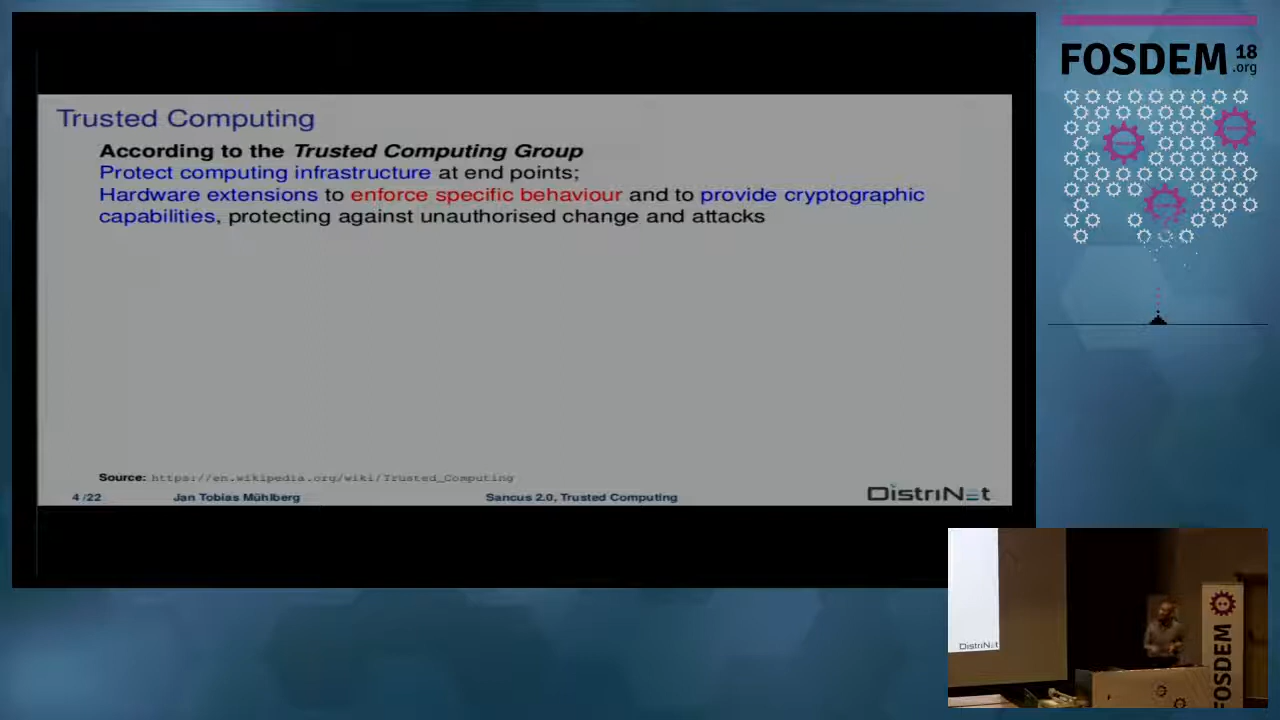 Trusted Computing
According to the Trusted Computing Group
Protect computing infrastructure at end points;
Hardware extensions to enforce specific behaviour and to provide cryptographic
capabilities, protecting against unauthorised change and attacks
Source: https://en.wikipedia.org/wiki/Trusted_Computing
4 /22
Jan Tobias Mühlberg
Sancus 2.0, Trusted Computing
DistriNet
FOSDEM 18
.org
DistriNet
FOSDEM